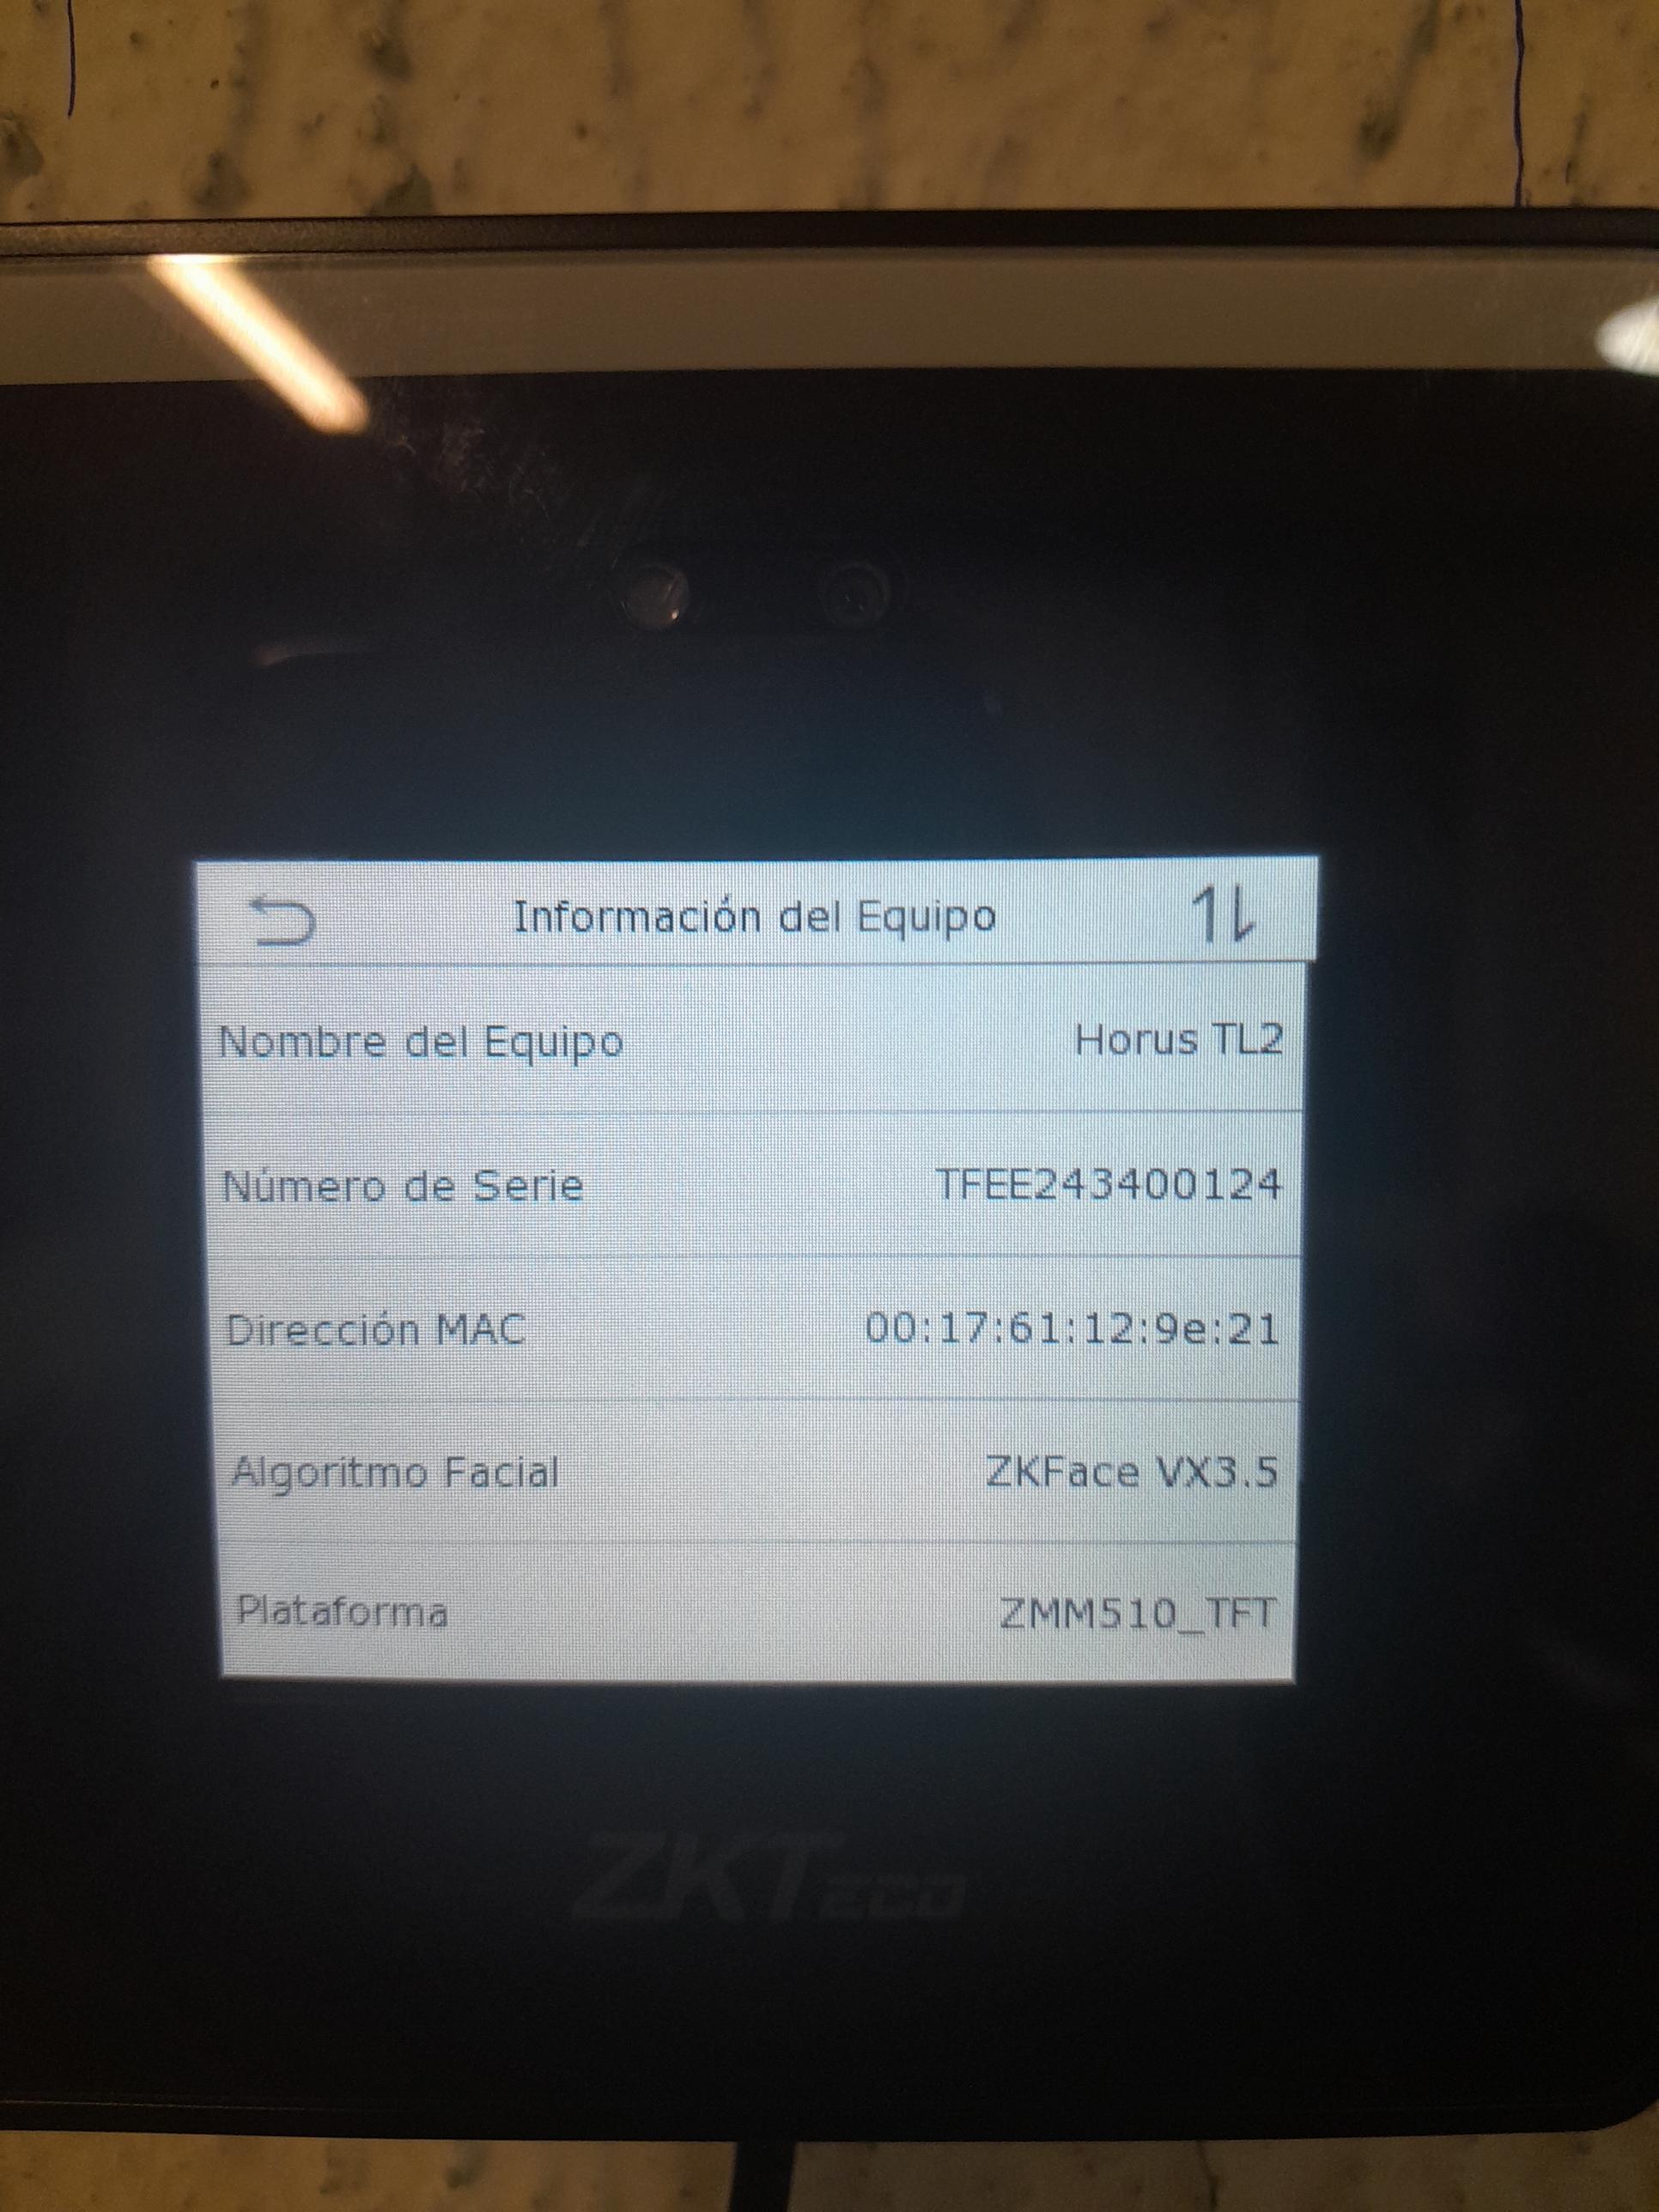 Información del Equipo
Nombre del Equipo Horus TL2
Número de Serie TFEE243400124
Dirección MAC 00:17:61:12:9e:21
Algoritmo Facial ZKFace VX3.5
Plataforma ZMM510_TFT
ZKTeco